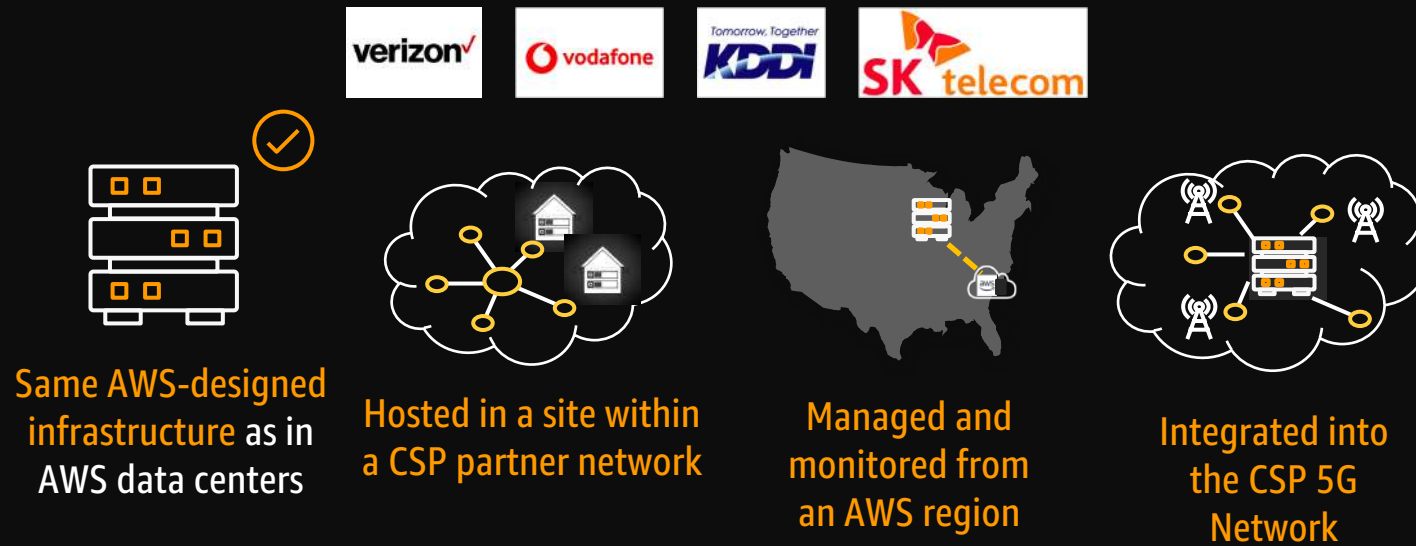 verizon
vodafone
Tomorrow, Together
KDDI
SK telecom
aws
Same AWS-designed
infrastructure as in
AWS data centers
Hosted in a site within
a CSP partner network
Managed and
monitored from
an AWS region
Integrated into
the CSP 5G
Network